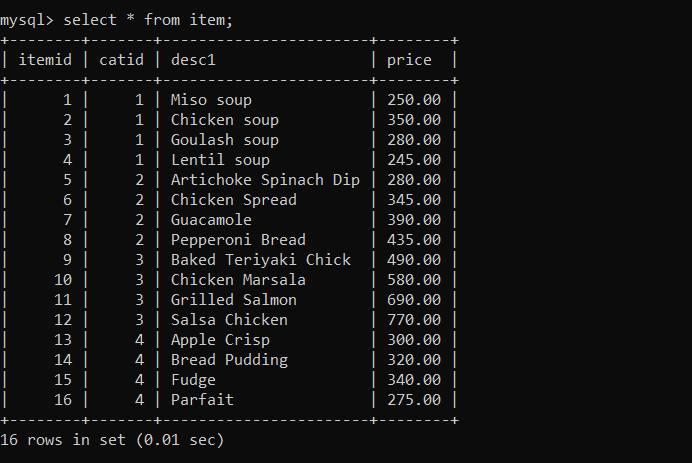 mysql> select * from item;
+--------+-------+----------------------+--------+
| itemid | catid | desc1                | price  |
+--------+-------+----------------------+--------+
|      1 |     1 | Miso soup            | 250.00 |
|      2 |     1 | Chicken soup         | 350.00 |
|      3 |     1 | Goulash soup         | 280.00 |
|      4 |     1 | Lentil soup          | 245.00 |
|      5 |     2 | Artichoke Spinach Dip | 280.00 |
|      6 |     2 | Chicken Spread       | 345.00 |
|      7 |     2 | Guacamole            | 390.00 |
|      8 |     2 | Pepperoni Bread      | 435.00 |
|      9 |     3 | Baked Teriyaki Chick | 490.00 |
|     10 |     3 | Chicken Marsala      | 580.00 |
|     11 |     3 | Grilled Salmon       | 690.00 |
|     12 |     3 | Salsa Chicken        | 770.00 |
|     13 |     4 | Apple Crisp          | 300.00 |
|     14 |     4 | Bread Pudding        | 320.00 |
|     15 |     4 | Fudge                | 340.00 |
|     16 |     4 | Parfait              | 275.00 |
+--------+-------+----------------------+--------+
16 rows in set (0.01 sec)